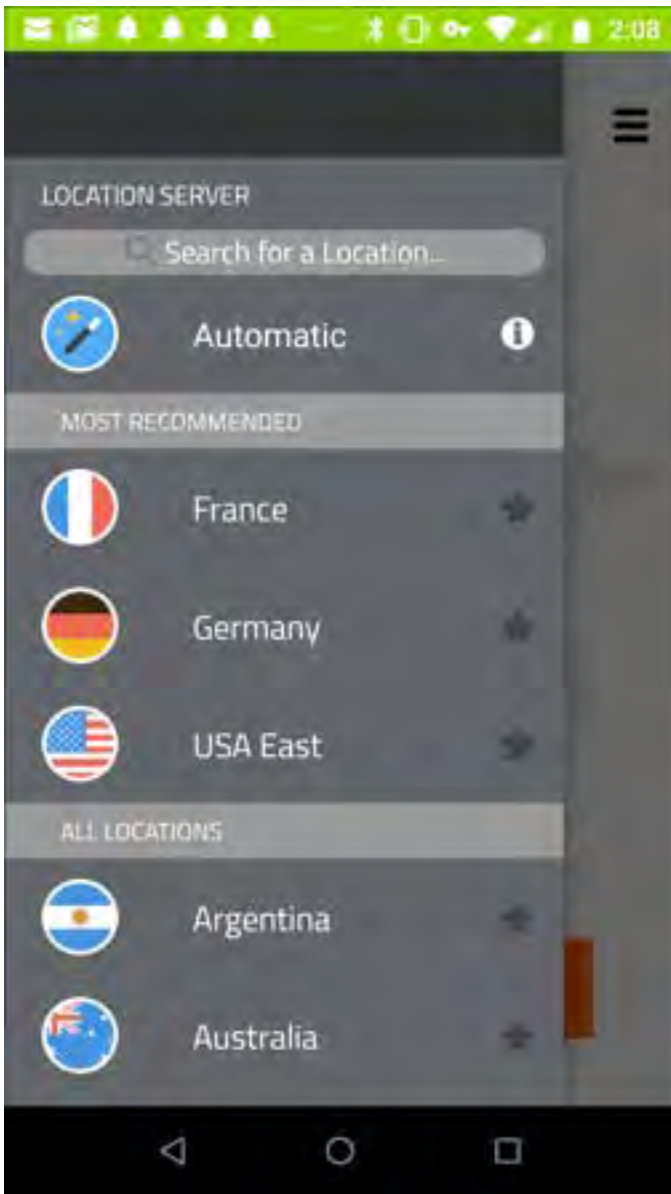 2:08
LOCATION SERVER
Search for a Location...
Automatic
MOST RECOMMENDED
France
Germany
USA East
ALL LOCATIONS
Argentina
Australia